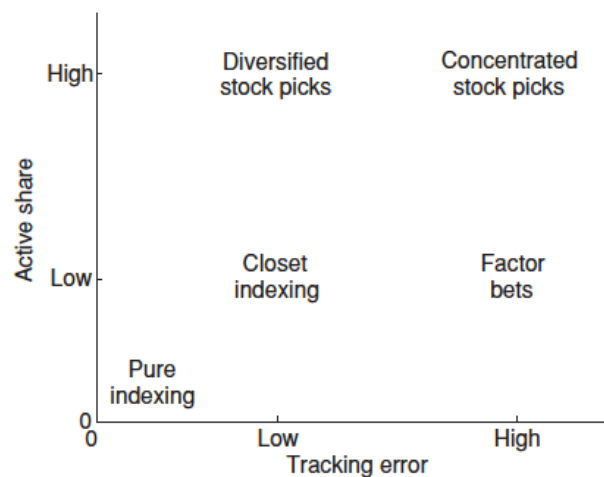 High
Diversified
stock picks
Concentrated
stock picks
Active share
Low
Closet
indexing
Factor
bets
Pure
indexing
0
0
Low
High
Tracking error